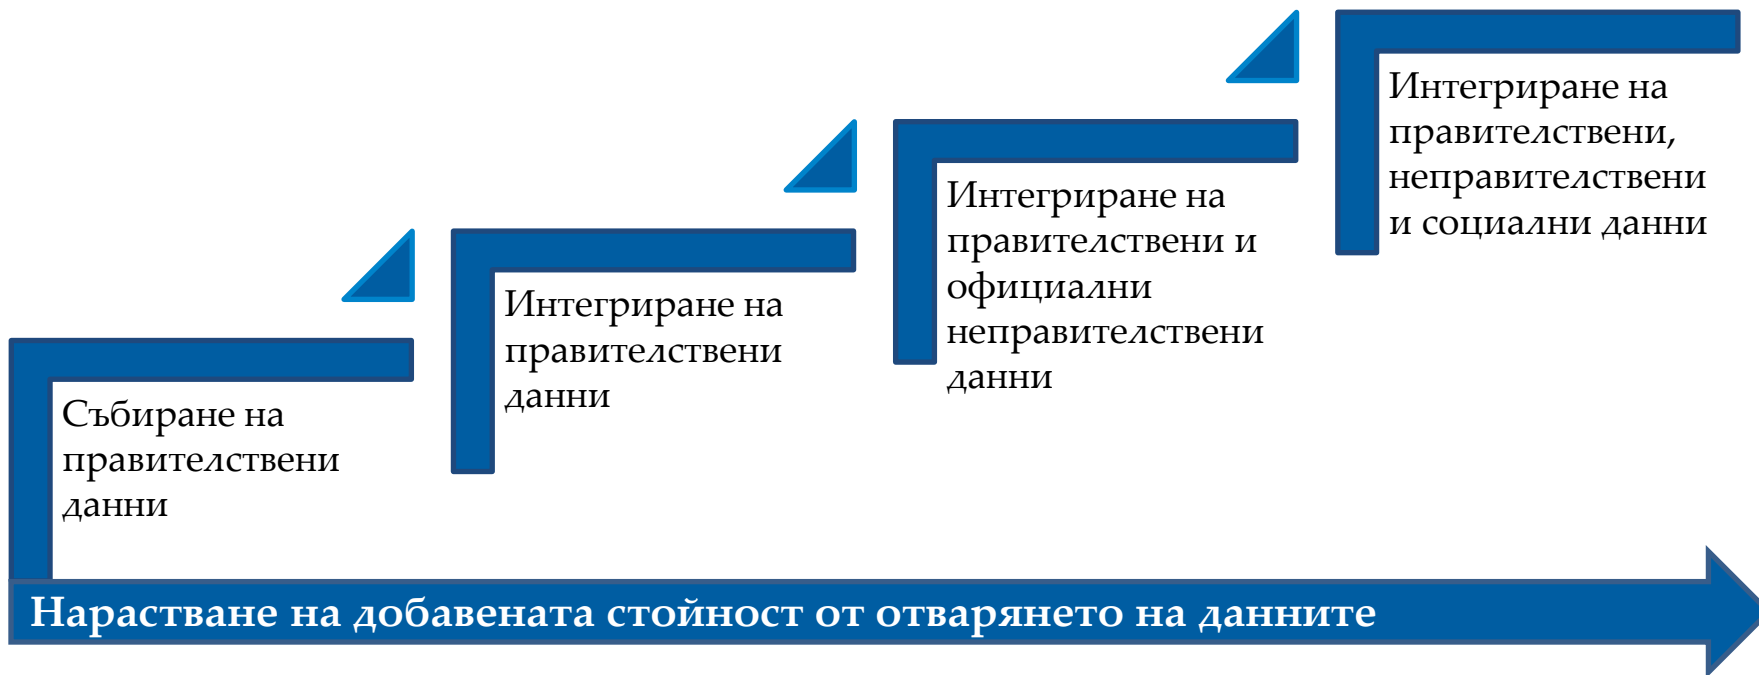 Събиране на
правителствени
данни
Интегриране на
правителствени
данни
Интегриране на
правителствени и
официални
неправителствени
данни
Интегриране на
правителствени,
неправителствени
и социални данни
Нарастване на добавената стойност от отварянето на данните